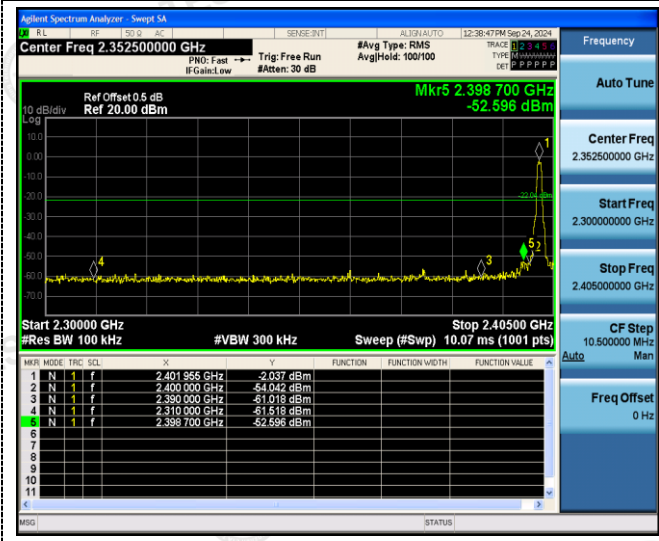 Agilent Spectrum Analyzer - Swept SA
RL RF 50 Ω AC SENSE:INT ALIGNAUTO 12:38:47 PM Sep 24, 2024
Center Freq 2.352500000 GHz
PNO: Fast Trig: Free Run
IFGain:Low #Atten: 30 dB
#Avg Type: RMS
Avg|Hold: 100/100
TRACE 1 2 3 4 5 6
TYPE M
DET P P P P P P
Frequency
Auto Tune
Center Freq
2.352500000 GHz
Start Freq
2.300000000 GHz
Stop Freq
2.405000000 GHz
CF Step
10.500000 MHz
Auto Man
Freq Offset
0 Hz
Mkr5 2.398 700 GHz
-52.596 dBm
Ref Offset 0.5 dB
10 dB/div Ref 20.00 dBm
Log
10.0
0.00
-10.0
-20.0
-30.0
-40.0
-50.0
-60.0
-70.0
1
-22.04 dBm
5 2
3
4
Start 2.30000 GHz Stop 2.40500 GHz
#Res BW 100 kHz #VBW 300 kHz Sweep (#Swp) 10.07 ms (1001 pts)
MKR MODE TRC SCL X Y FUNCTION FUNCTION WIDTH FUNCTION VALUE
1 N 1 f 2.401 955 GHz -2.037 dBm
2 N 1 f 2.400 000 GHz -54.042 dBm
3 N 1 f 2.390 000 GHz -61.018 dBm
4 N 1 f 2.310 000 GHz -61.518 dBm
5 N 1 f 2.398 700 GHz -52.596 dBm
6
7
8
9
10
11
MSG STATUS